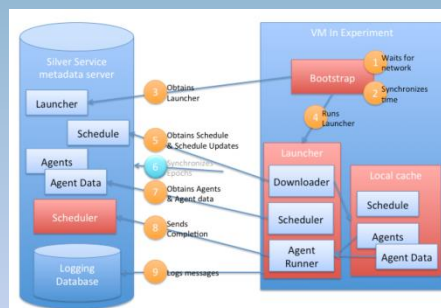 Silver Service
metadata server
Launcher
Schedule
Agents
Agent Data
Scheduler
Logging
Database
3
Obtains
Launcher
5
Obtains Schedule
& Schedule Updates
6
Synchronizes
Epochs
7
Obtains Agents
& Agent data
8
Sends
Completion
9
Logs messages
VM In Experiment
1
Waits for
network
Bootstrap
2
Synchronizes
time
4
Runs
Launcher
Launcher
Downloader
Scheduler
Agent
Runner
Local cache
Schedule
Agents
Agent Data